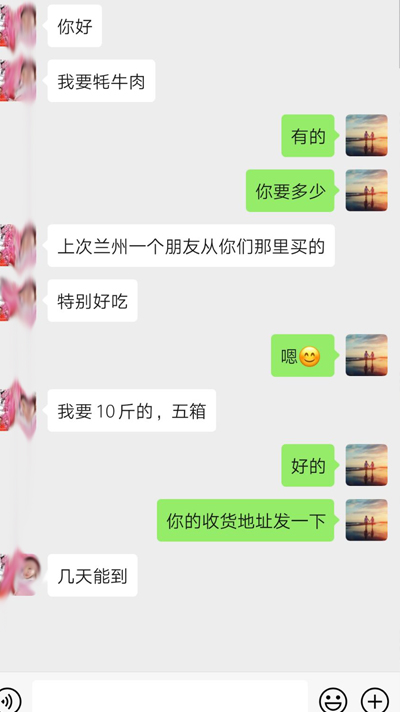 你好
我要牦牛肉
有的
你要多少
上次兰州一个朋友从你们那里买的
特别好吃
嗯😊
我要10斤的，五箱
好的
你的收货地址发一下
几天能到